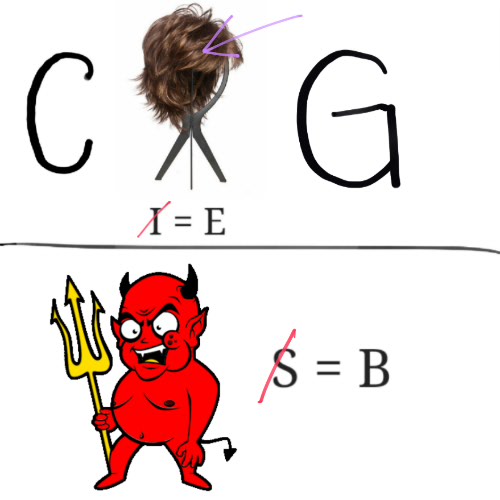 C G
I = E
S = B